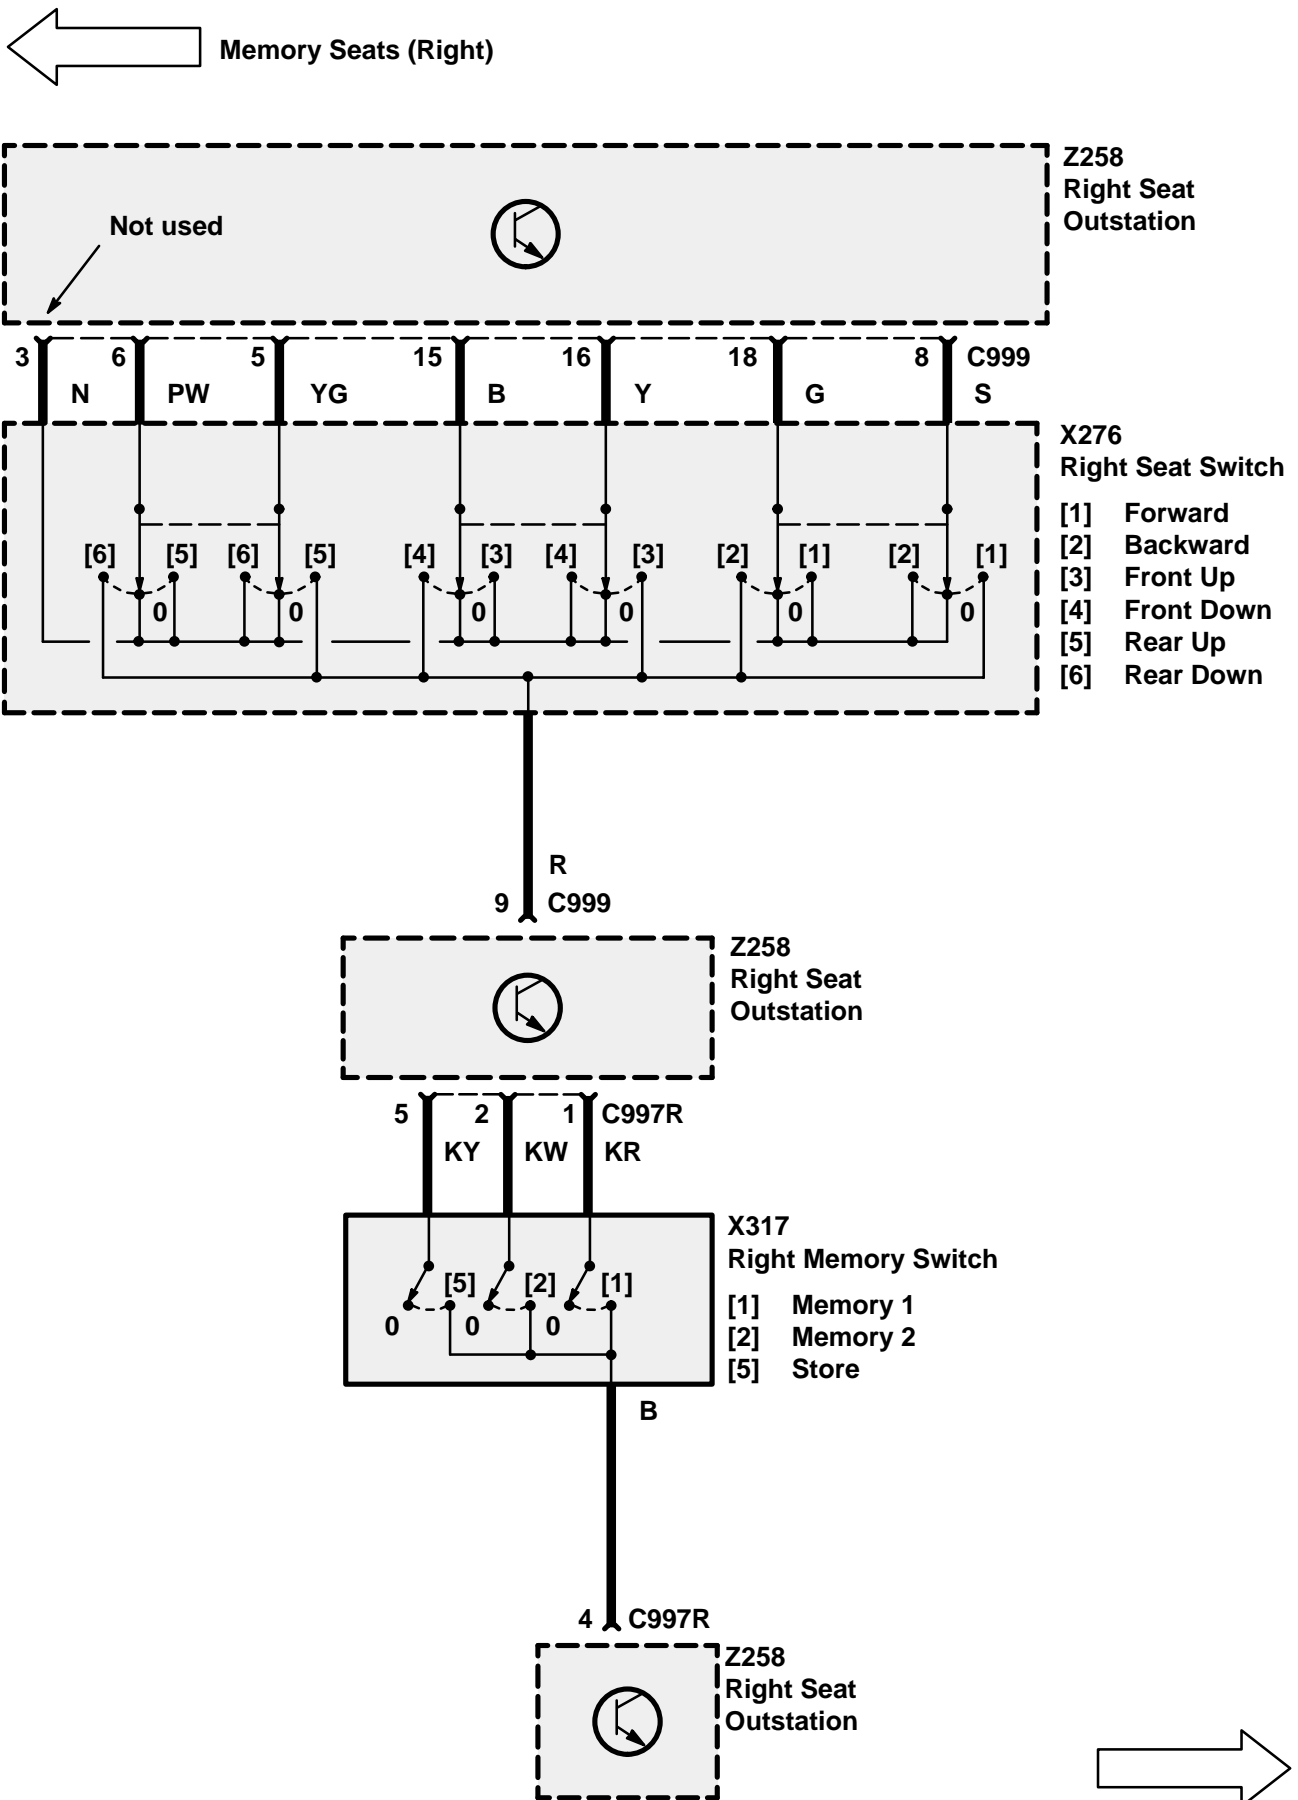 Memory Seats (Right)
Z258
Right Seat
Outstation
Not used
3 6 5 15 16 18 8 C999
N PW YG B Y G S
X276
Right Seat Switch
[1] Forward
[2] Backward
[3] Front Up
[4] Front Down
[5] Rear Up
[6] Rear Down
[6] [5] [6] [5] [4] [3] [4] [3] [2] [1] [2] [1]
0 0 0 0 0 0
R
9 C999
Z258
Right Seat
Outstation
5 2 1 C997R
KY KW KR
X317
Right Memory Switch
[1] Memory 1
[2] Memory 2
[5] Store
[5] [2] [1]
0 0 0
B
4 C997R
Z258
Right Seat
Outstation